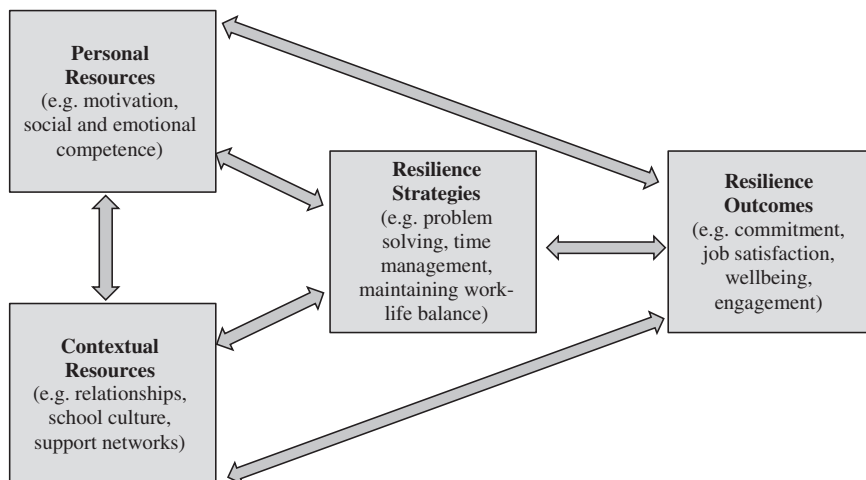 Personal
Resources
(e.g. motivation,
social and emotional
competence)
Resilience
Strategies
(e.g. problem
solving, time
management,
maintaining work-
life balance)
Resilience
Outcomes
(e.g. commitment,
job satisfaction,
wellbeing,
engagement)
Contextual
Resources
(e.g. relationships,
school culture,
support networks)